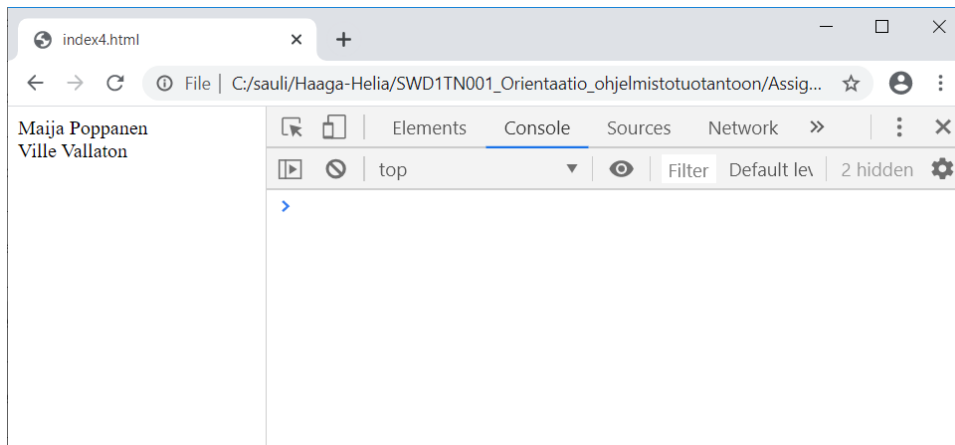 index4.html
File | C:/sauli/Haaga-Helia/SWD1TN001_Orientaatio_ohjelmistotuotantoon/Assig...
Maija Poppanen
Ville Vallaton
Elements Console Sources Network
top Filter Default lev 2 hidden